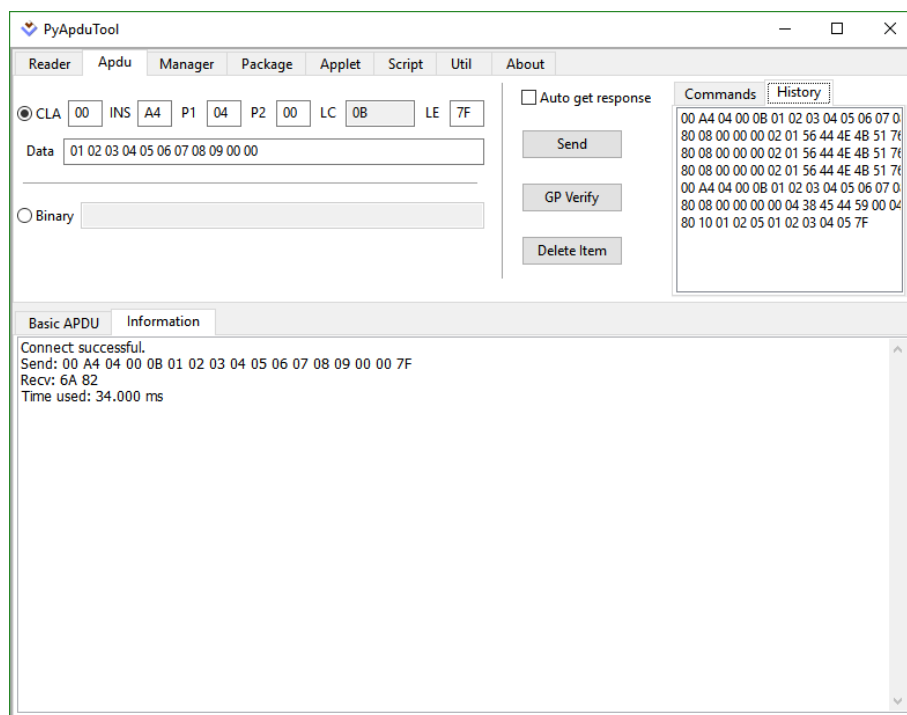 PyApduTool
Reader Apdu Manager Package Applet Script Util About
CLA 00 INS A4 P1 04 P2 00 LC 0B LE 7F
Data 01 02 03 04 05 06 07 08 09 00 00
Binary
Auto get response
Send
GP Verify
Delete Item
Commands History
00 A4 04 00 0B 01 02 03 04 05 06 07
80 08 00 00 00 02 01 56 44 4E 4B 51
80 08 00 00 00 02 01 56 44 4E 4B 51
80 08 00 00 00 02 01 56 44 4E 4B 51
00 A4 04 00 0B 01 02 03 04 05 06 07
80 08 00 00 00 00 04 38 45 44 59 00 04
80 10 01 02 05 01 02 03 04 05 7F
Basic APDU Information
Connect successful.
Send: 00 A4 04 00 0B 01 02 03 04 05 06 07 08 09 00 00 7F
Recv: 6A 82
Time used: 34.000 ms